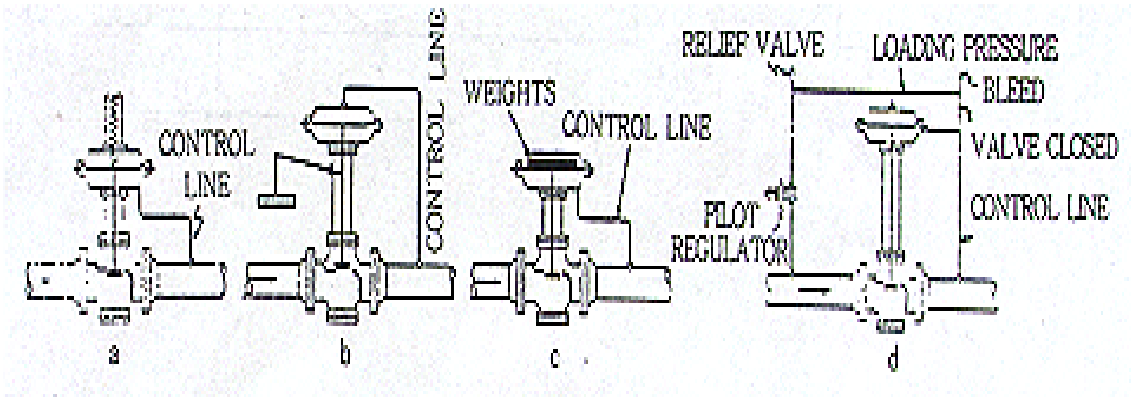 CONTROL
LINE
a
CONTROL LINE
b
WEIGHTS
CONTROL LINE
c
RELIEF VALVE
LOADING PRESSURE
BLEED
VALVE CLOSED
CONTROL LINE
PILOT
REGULATOR
d